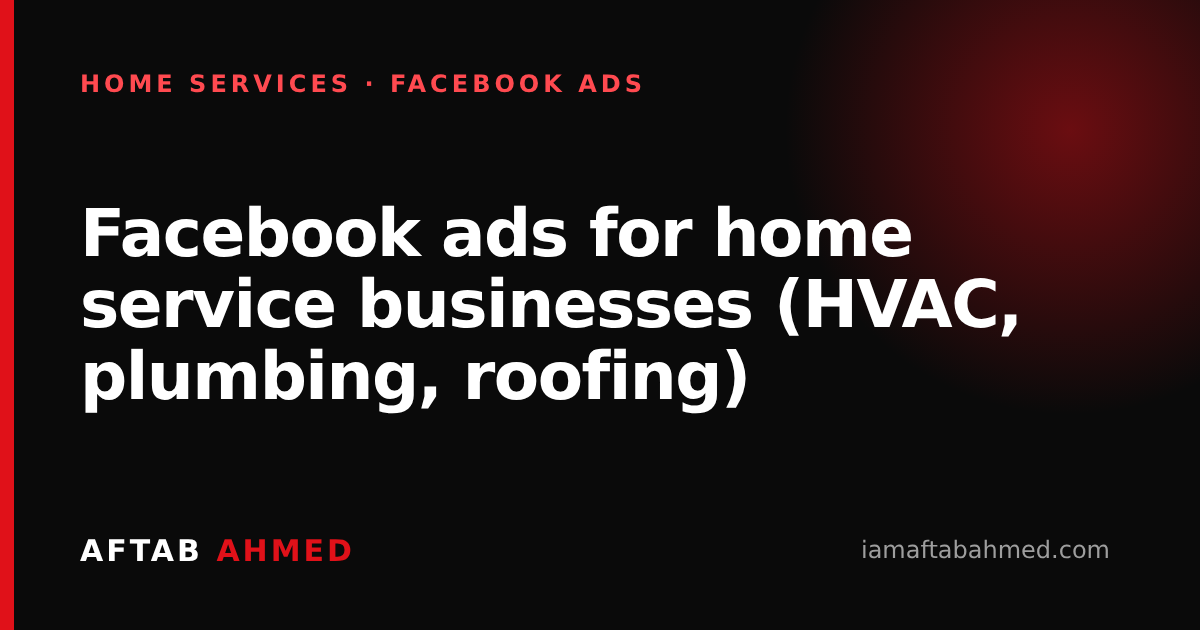 HOME SERVICES · FACEBOOK ADS
Facebook ads for home
service businesses (HVAC,
plumbing, roofing)
AFTAB AHMED
iamaftabahmed.com